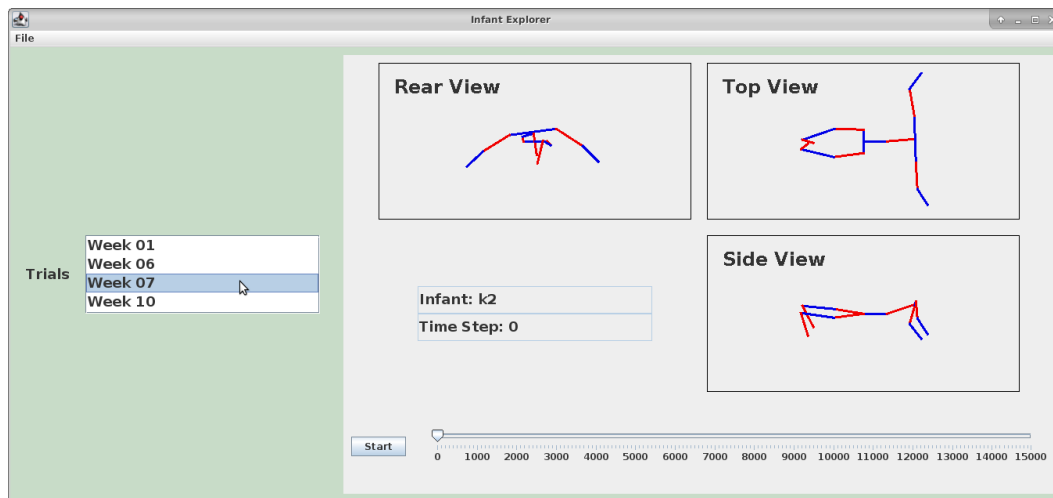 Infant Explorer
File
Rear View
Top View
Trials
Week 01
Week 06
Week 07
Week 10
Side View
Infant: k2
Time Step: 0
Start
0 1000 2000 3000 4000 5000 6000 7000 8000 9000 10000 11000 12000 13000 14000 15000